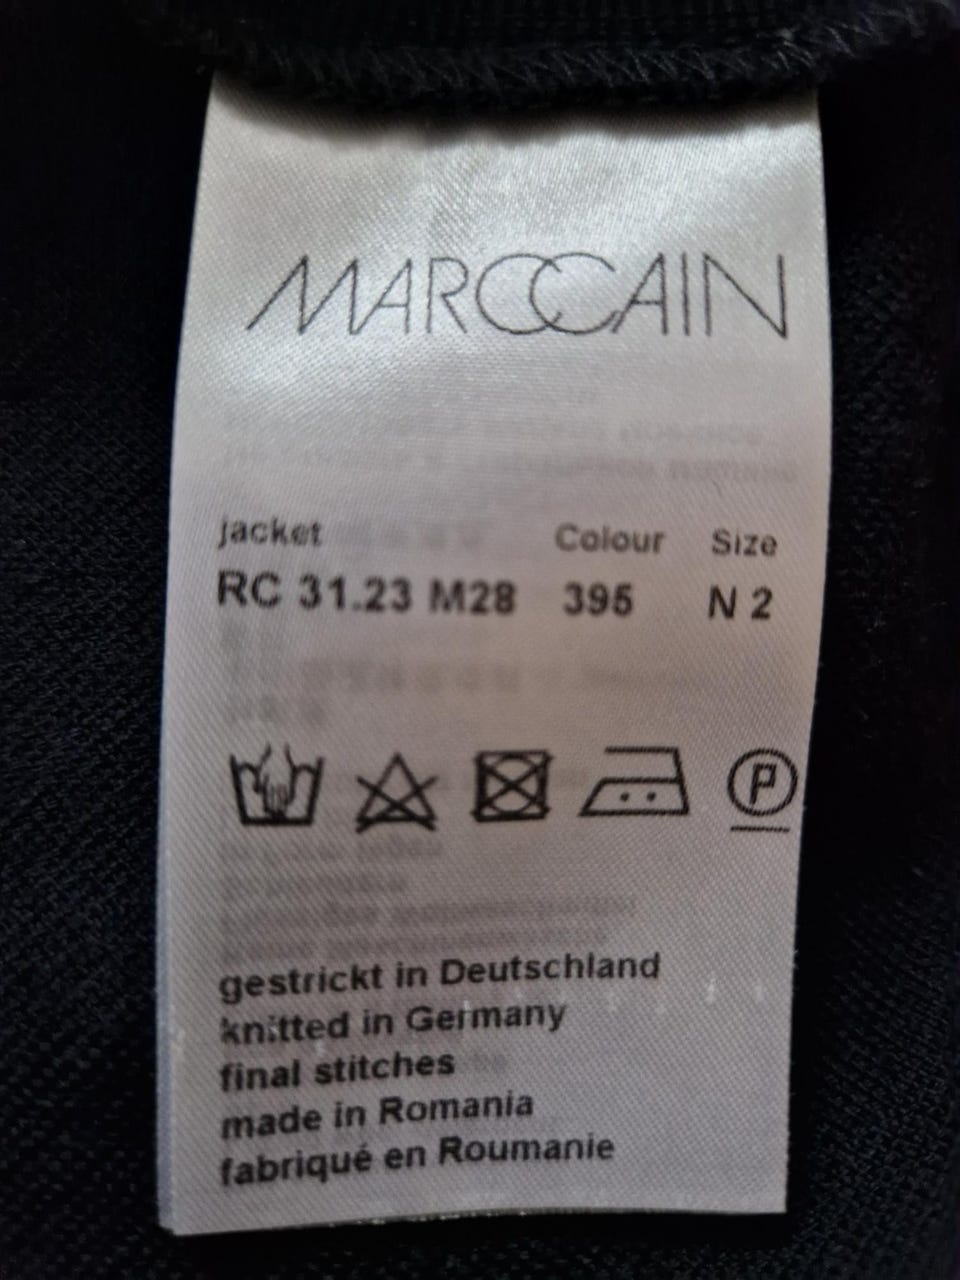 MARCCAIN
jacket Colour Size
RC 31.23 M28 395 N 2
P
gestrickt in Deutschland
knitted in Germany
final stitches
made in Romania
fabriqué en Roumanie